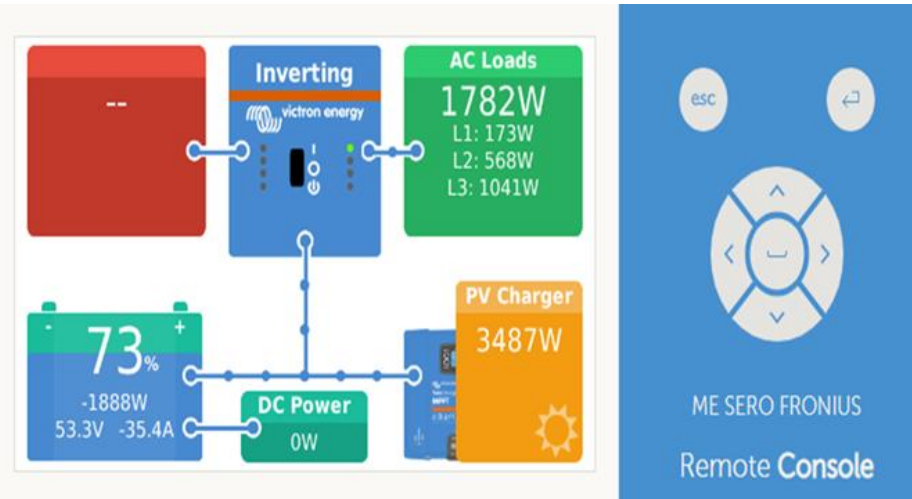 --
Inverting
victron energy
AC Loads
1782W
L1: 173W
L2: 568W
L3: 1041W
73%
-1888W
53.3V -35.4A
DC Power
0W
PV Charger
3487W
esc
ME SERO FRONIUS
Remote Console